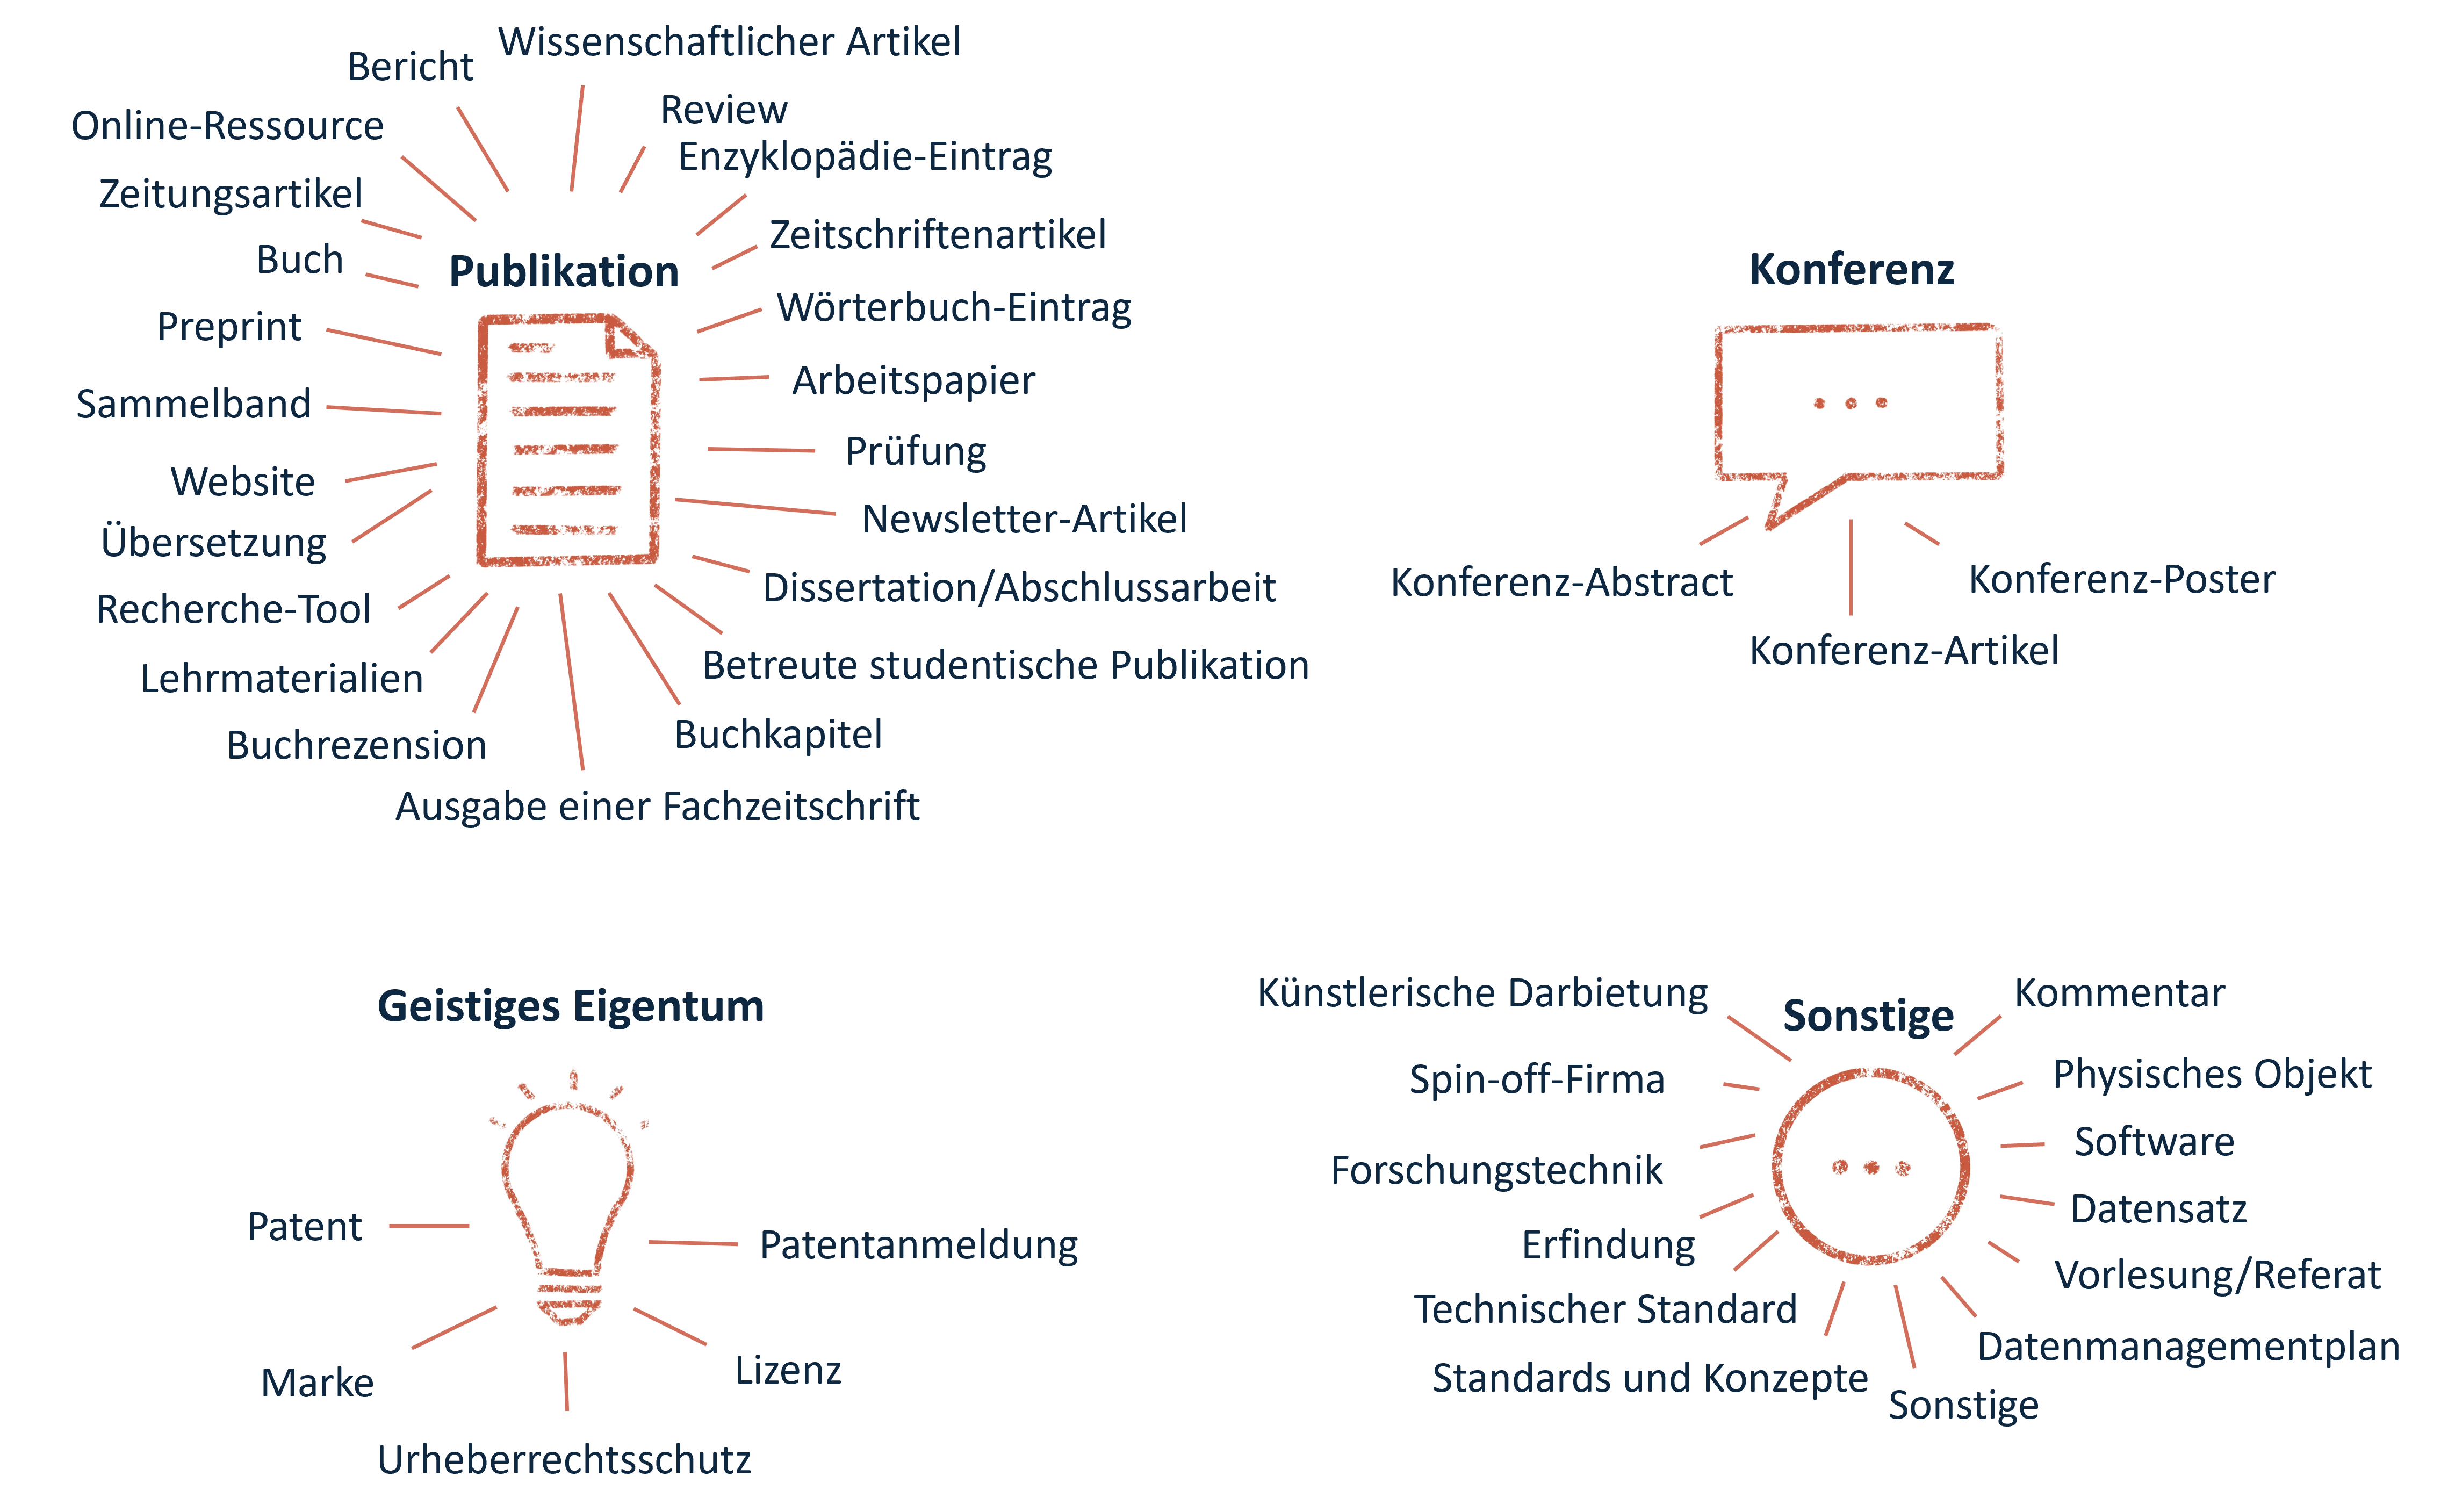 Publikation
Wissenschaftlicher Artikel
Review
Enzyklopädie-Eintrag
Zeitschriftenartikel
Wörterbuch-Eintrag
Arbeitspapier
Prüfung
Newsletter-Artikel
Dissertation/Abschlussarbeit
Betreute studentische Publikation
Buchkapitel
Ausgabe einer Fachzeitschrift
Buchrezension
Lehrmaterialien
Recherche-Tool
Übersetzung
Website
Sammelband
Preprint
Buch
Zeitungsartikel
Online-Ressource
Bericht
Konferenz
Konferenz-Abstract
Konferenz-Artikel
Konferenz-Poster
Geistiges Eigentum
Patent
Marke
Urheberrechtsschutz
Lizenz
Patentanmeldung
Sonstige
Kommentar
Physisches Objekt
Software
Datensatz
Vorlesung/Referat
Datenmanagementplan
Sonstige
Standards und Konzepte
Technischer Standard
Erfindung
Forschungstechnik
Spin-off-Firma
Künstlerische Darbietung